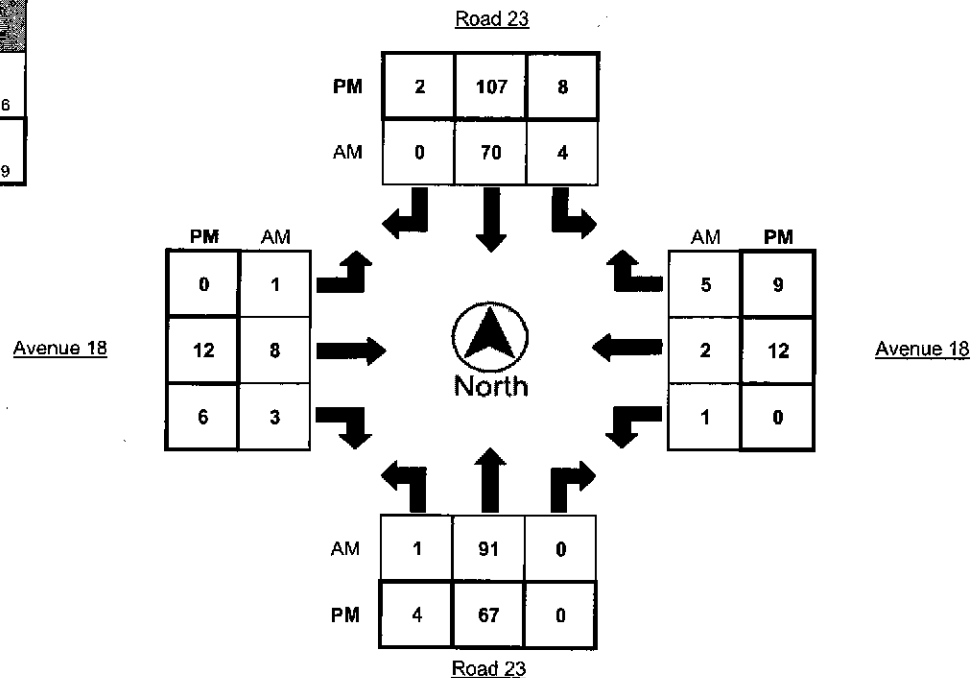 Road 23
PM 2 107 8
6
AM 0 70 4
9
PM AM
AM PM
0 1
5 9
Avenue 18
12 8
2 12
Avenue 18
North
6 3
1 0
AM 1 91 0
PM 4 67 0
Road 23